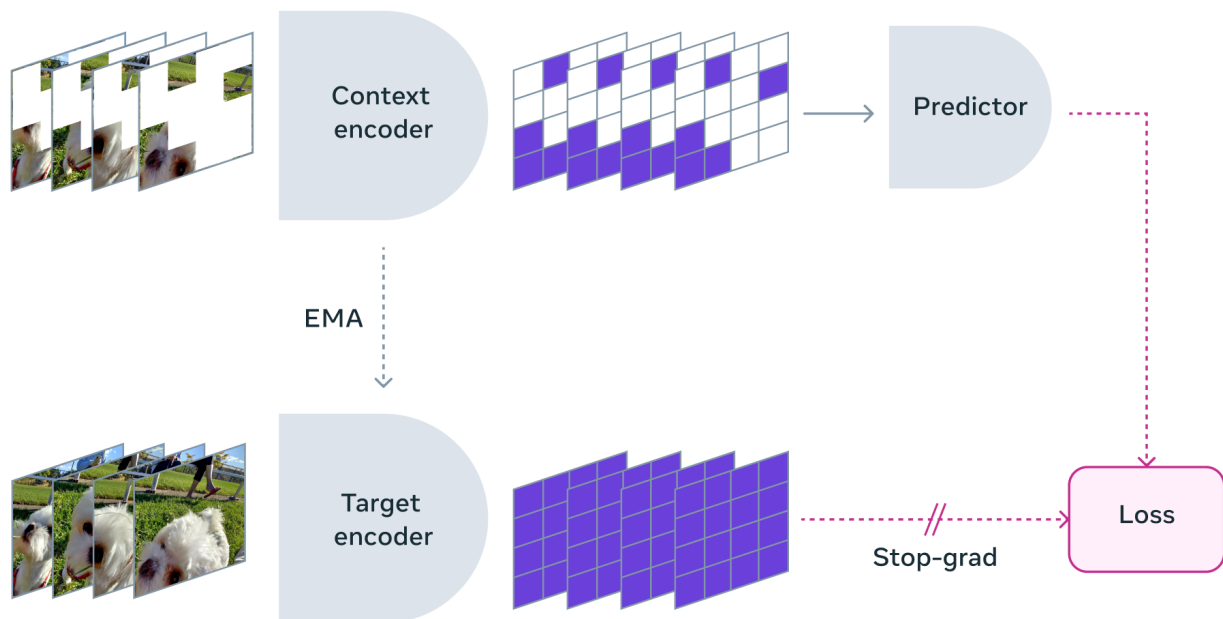 Context
encoder
Predictor
EMA
Target
encoder
Stop-grad
Loss